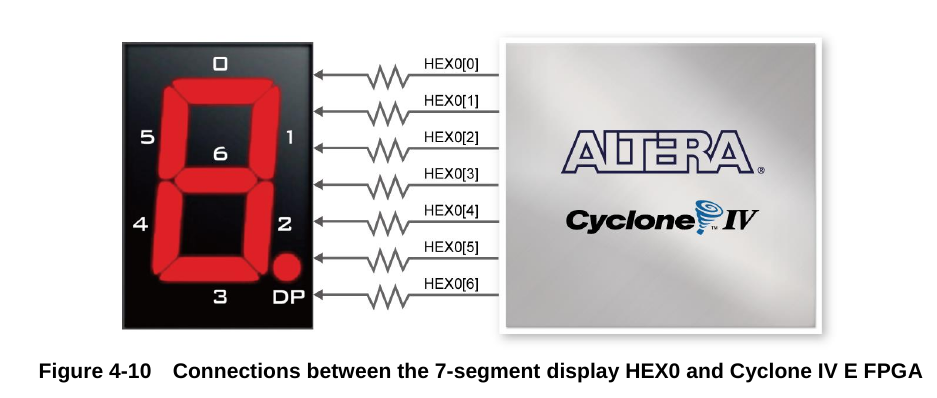 0
5
1
6
4
2
3
DP
HEX0[0]
HEX0[1]
HEX0[2]
HEX0[3]
HEX0[4]
HEX0[5]
HEX0[6]
ALTERA®
Cyclone™ IV
Figure 4-10 Connections between the 7-segment display HEX0 and Cyclone IV E FPGA